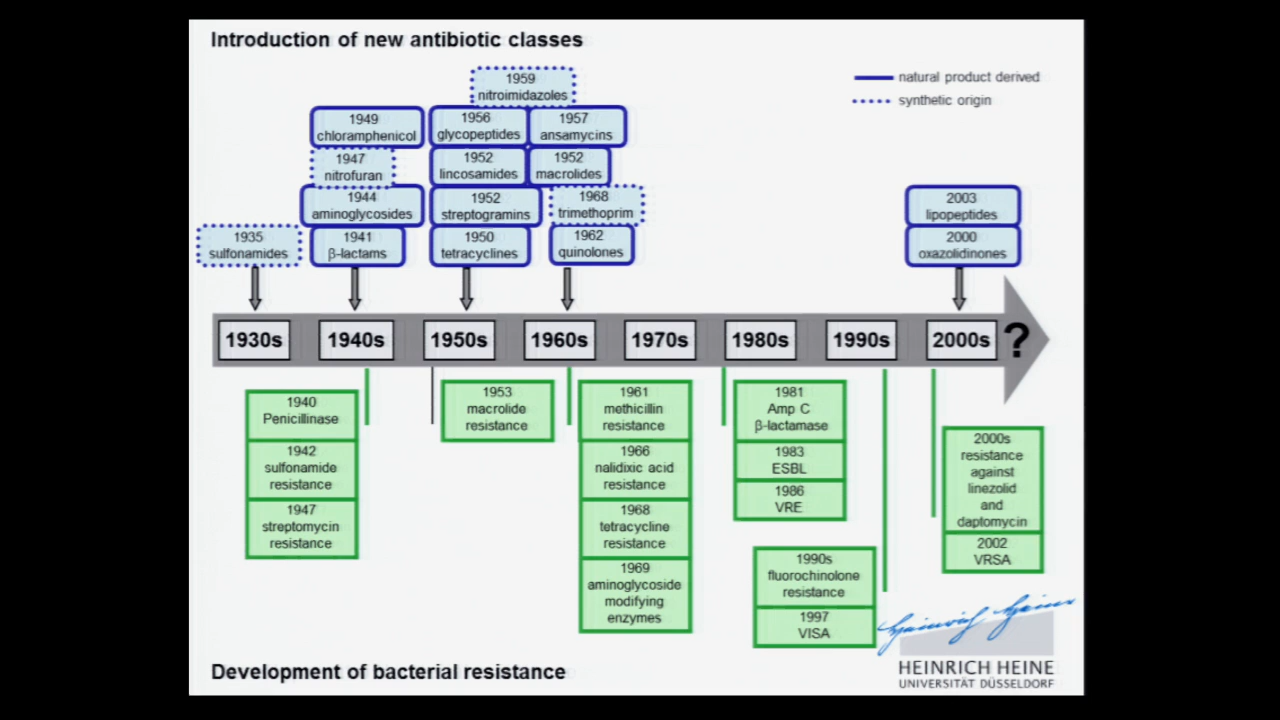 Introduction of new antibiotic classes
natural product derived
synthetic origin
1959
nitroimidazoles
1949
chloramphenicol
1956
glycopeptides
1957
ansamycins
1947
nitrofuran
1952
lincosamides
1952
macrolides
1944
aminoglycosides
1952
streptogramins
1968
trimethoprim
2003
lipopeptides
1935
sulfonamides
1941
β-lactams
1950
tetracyclines
1962
quinolones
2000
oxazolidinones
1930s
1940s
1950s
1960s
1970s
1980s
1990s
2000s
?
1940
Penicillinase
1942
sulfonamide
resistance
1947
streptomycin
resistance
1953
macrolide
resistance
1961
methicillin
resistance
1966
nalidixic acid
resistance
1968
tetracycline
resistance
1969
aminoglycoside
modifying
enzymes
1981
Amp C
β-lactamase
1983
ESBL
1986
VRE
1990s
fluorochinolone
resistance
1997
VISA
2000s
resistance
against
linezolid
and
daptomycin
2002
VRSA
Heinrich Heine
HEINRICH HEINE
UNIVERSITÄT DÜSSELDORF
Development of bacterial resistance